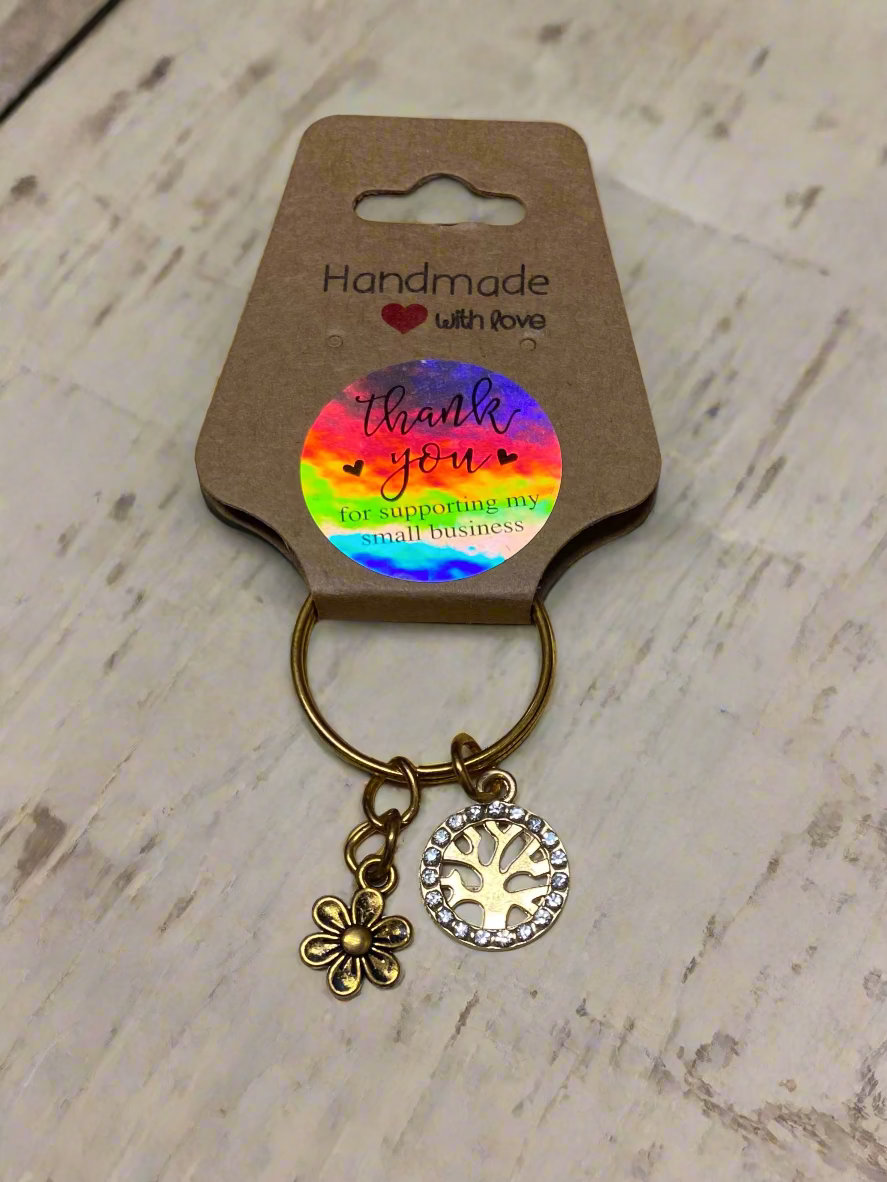 Handmade
with love
thank
you
for supporting my
small business